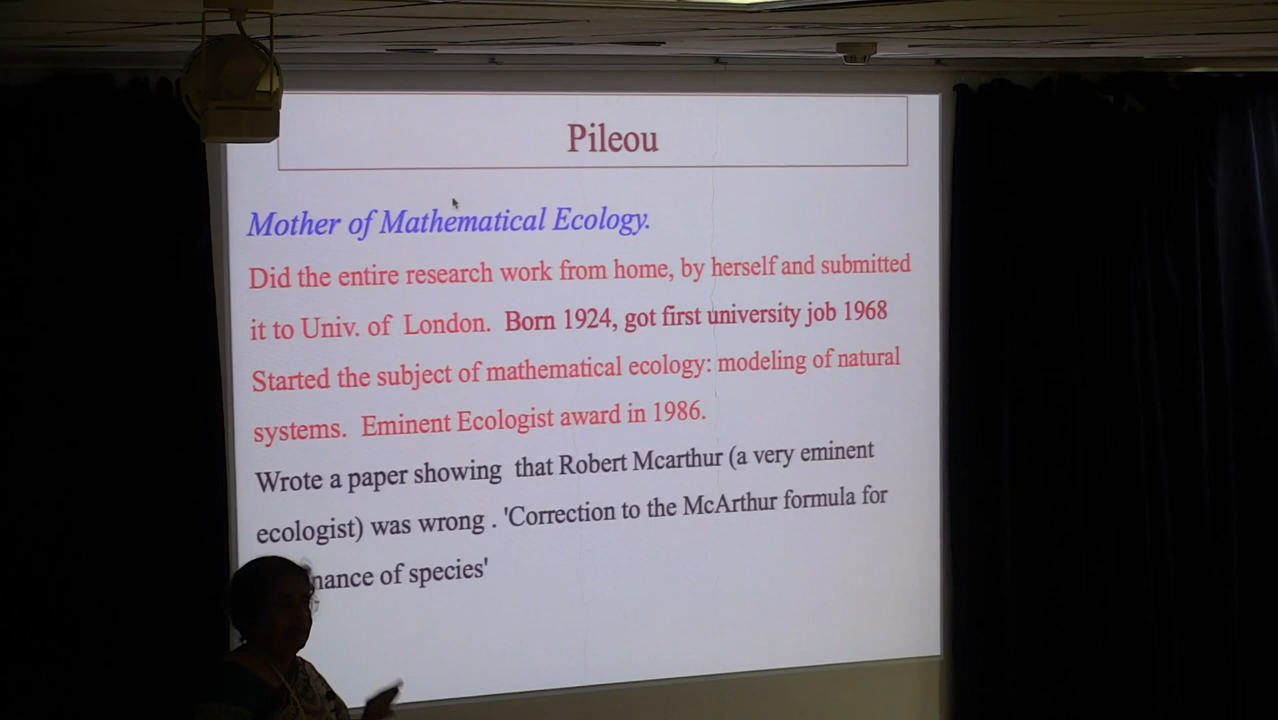 Pileou
Mother of Mathematical Ecology.
Did the entire research work from home, by herself and submitted
it to Univ. of London. Born 1924, got first university job 1968
Started the subject of mathematical ecology: modeling of natural
systems. Eminent Ecologist award in 1986.
Wrote a paper showing that Robert Mcarthur (a very eminent
ecologist) was wrong . 'Correction to the McArthur formula for
of species'